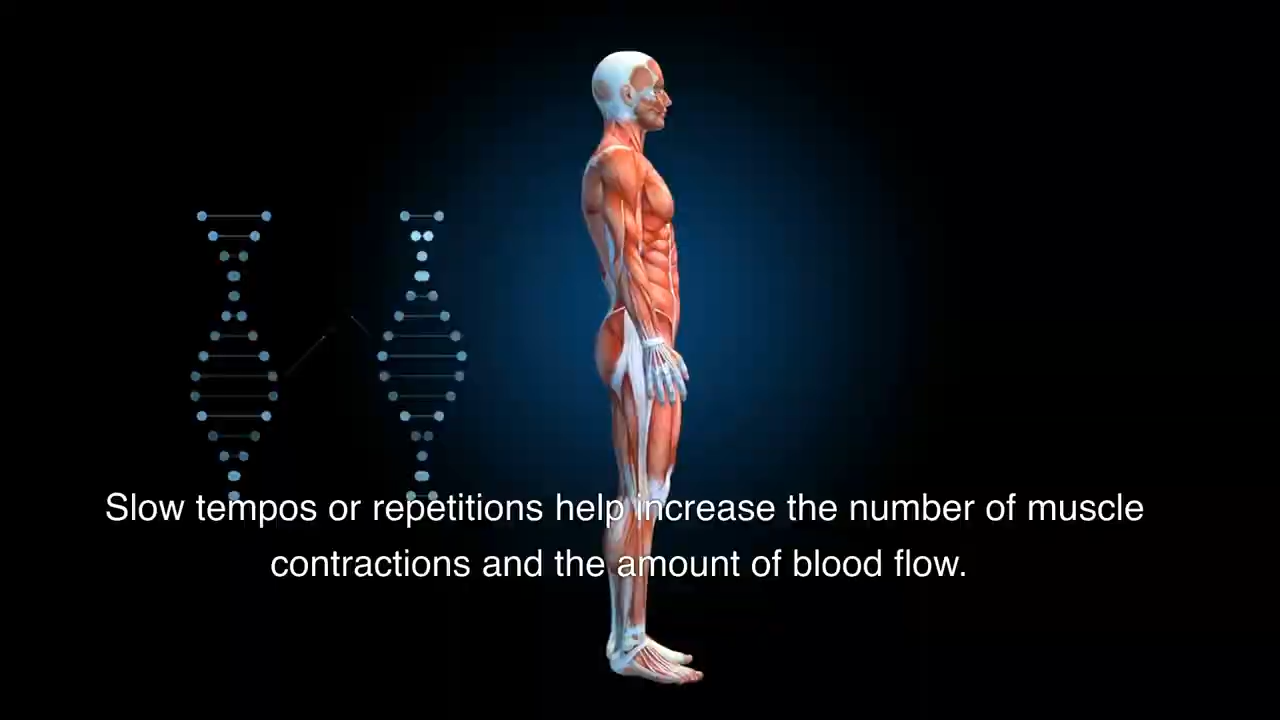 Slow tempos or repetitions help increase the number of muscle
contractions and the amount of blood flow.